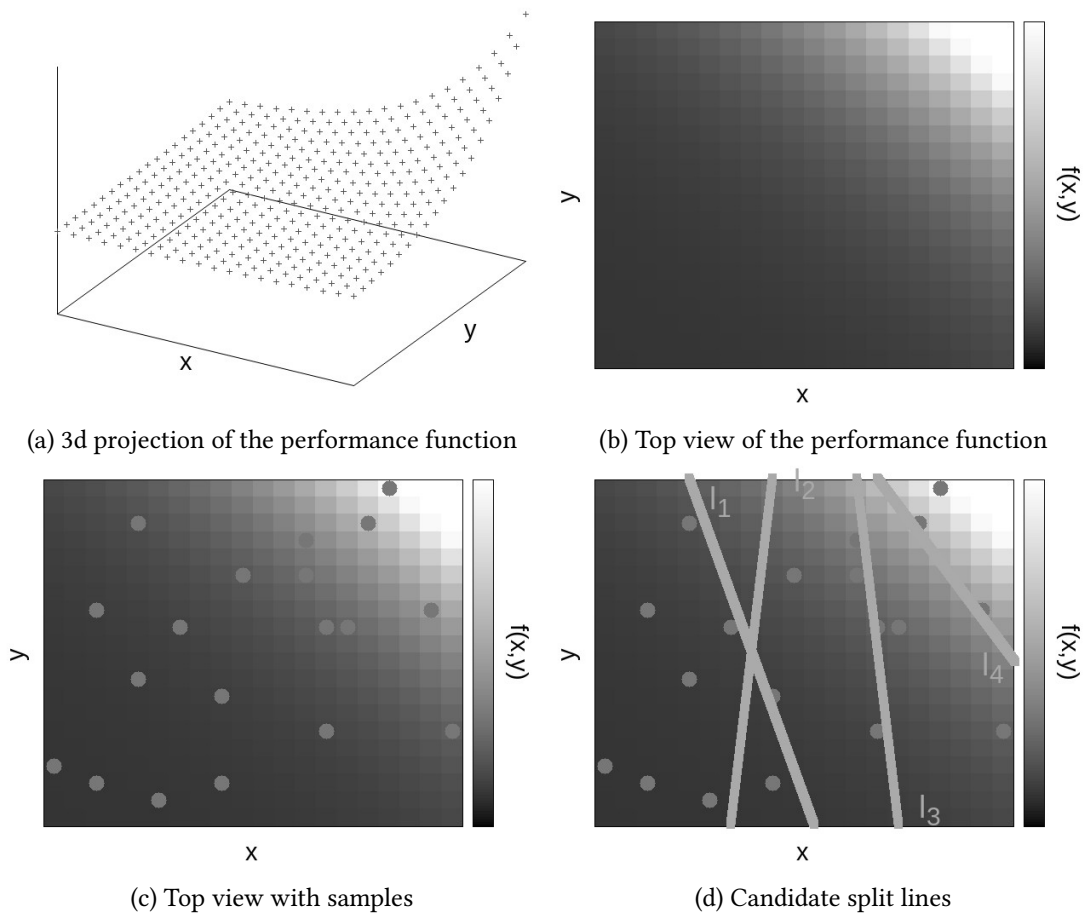 x
y
y
x
f(x,y)
(a) 3d projection of the performance function
(b) Top view of the performance function
y
x
f(x,y)
l1
l2
l3
l4
y
x
f(x,y)
(c) Top view with samples
(d) Candidate split lines